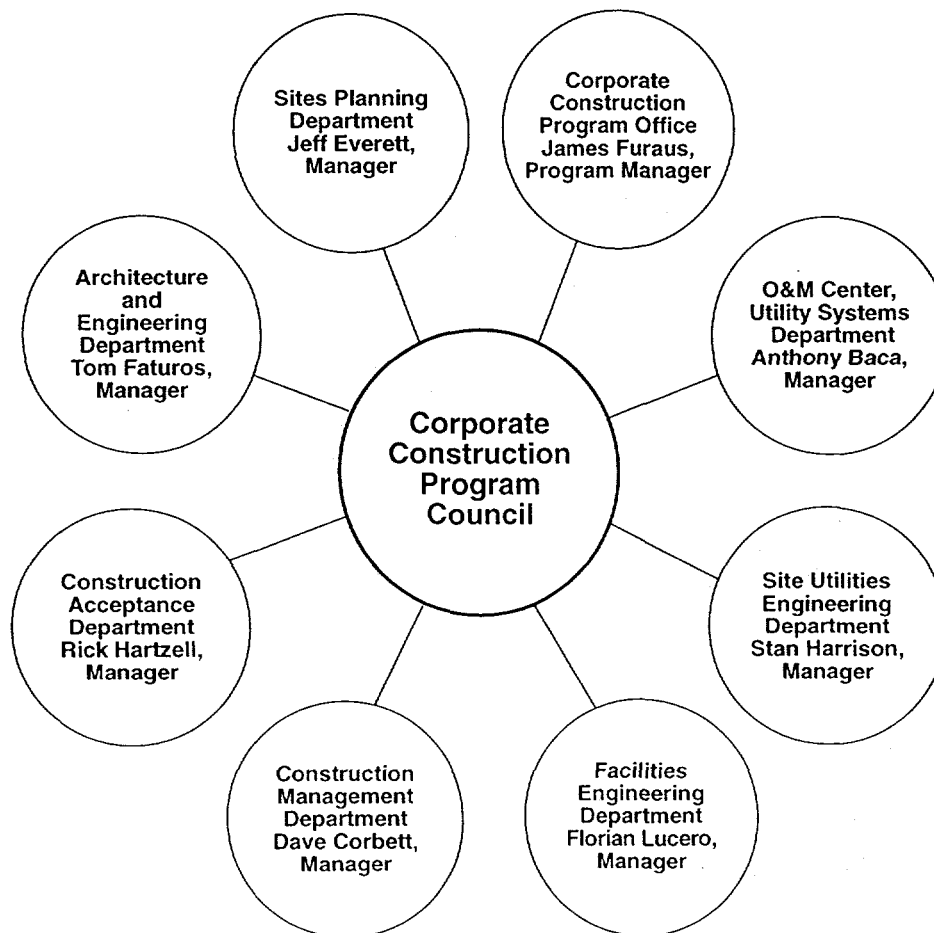 Sites Planning
Department
Jeff Everett,
Manager
Corporate
Construction
Program Office
James Furaus,
Program Manager
Architecture
and
Engineering
Department
Tom Faturos,
Manager
O&M Center,
Utility Systems
Department
Anthony Baca,
Manager
Corporate
Construction
Program
Council
Construction
Acceptance
Department
Rick Hartzell,
Manager
Site Utilities
Engineering
Department
Stan Harrison,
Manager
Construction
Management
Department
Dave Corbett,
Manager
Facilities
Engineering
Department
Florian Lucero,
Manager